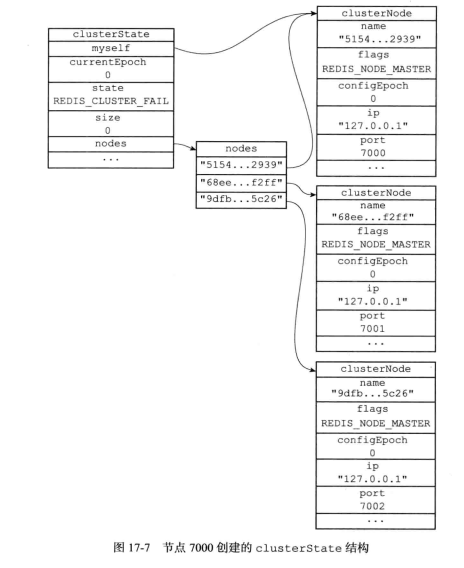 clusterState
myself
currentEpoch
0
state
REDIS_CLUSTER_FAIL
size
0
nodes
...
nodes
"5154...2939"
"68ee...f2ff"
"9dfb...5c26"
clusterNode
name
"5154...2939"
flags
REDIS_NODE_MASTER
configEpoch
0
ip
"127.0.0.1"
port
7000
...
clusterNode
name
"68ee...f2ff"
flags
REDIS_NODE_MASTER
configEpoch
0
ip
"127.0.0.1"
port
7001
...
clusterNode
name
"9dfb...5c26"
flags
REDIS_NODE_MASTER
configEpoch
0
ip
"127.0.0.1"
port
7002
...
图 17-7 节点 7000 创建的 clusterState 结构